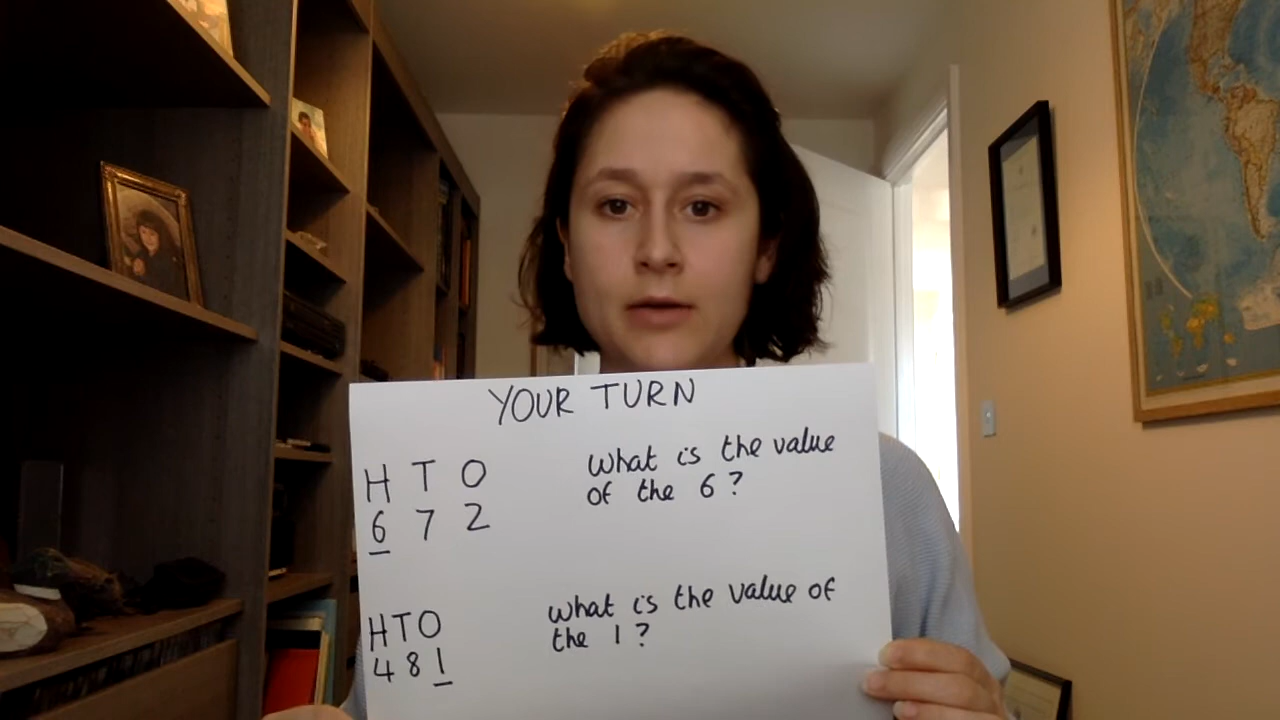 YOUR TURN
H T O
6 7 2
What is the value
of the 6?
HTO
481
What is the value of
the 1?